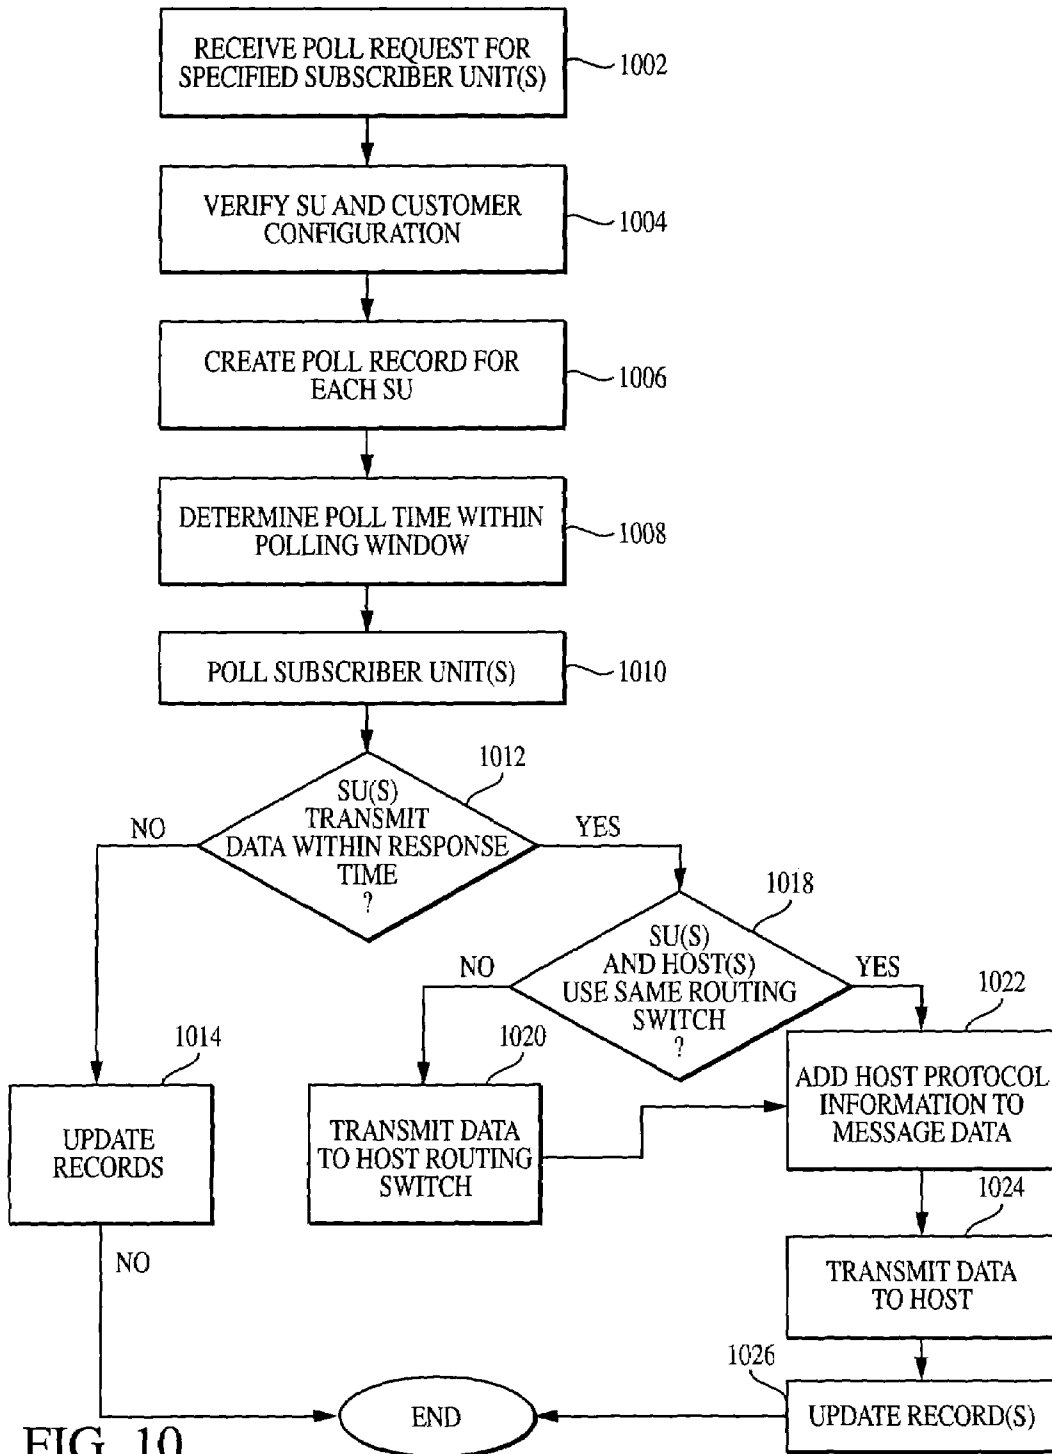 RECEIVE POLL REQUEST FOR
SPECIFIED SUBSCRIBER UNIT(S)
1002
VERIFY SU AND CUSTOMER
CONFIGURATION
1004
CREATE POLL RECORD FOR
EACH SU
1006
DETERMINE POLL TIME WITHIN
POLLING WINDOW
1008
POLL SUBSCRIBER UNIT(S)
1010
1012
SU(S)
TRANSMIT
DATA WITHIN RESPONSE
TIME
?
NO
YES
1018
SU(S)
AND HOST(S)
USE SAME ROUTING
SWITCH
?
NO
YES
1014
UPDATE
RECORDS
NO
1020
TRANSMIT DATA
TO HOST ROUTING
SWITCH
1022
ADD HOST PROTOCOL
INFORMATION TO
MESSAGE DATA
1024
TRANSMIT DATA
TO HOST
1026
UPDATE RECORD(S)
END
FIG. 10